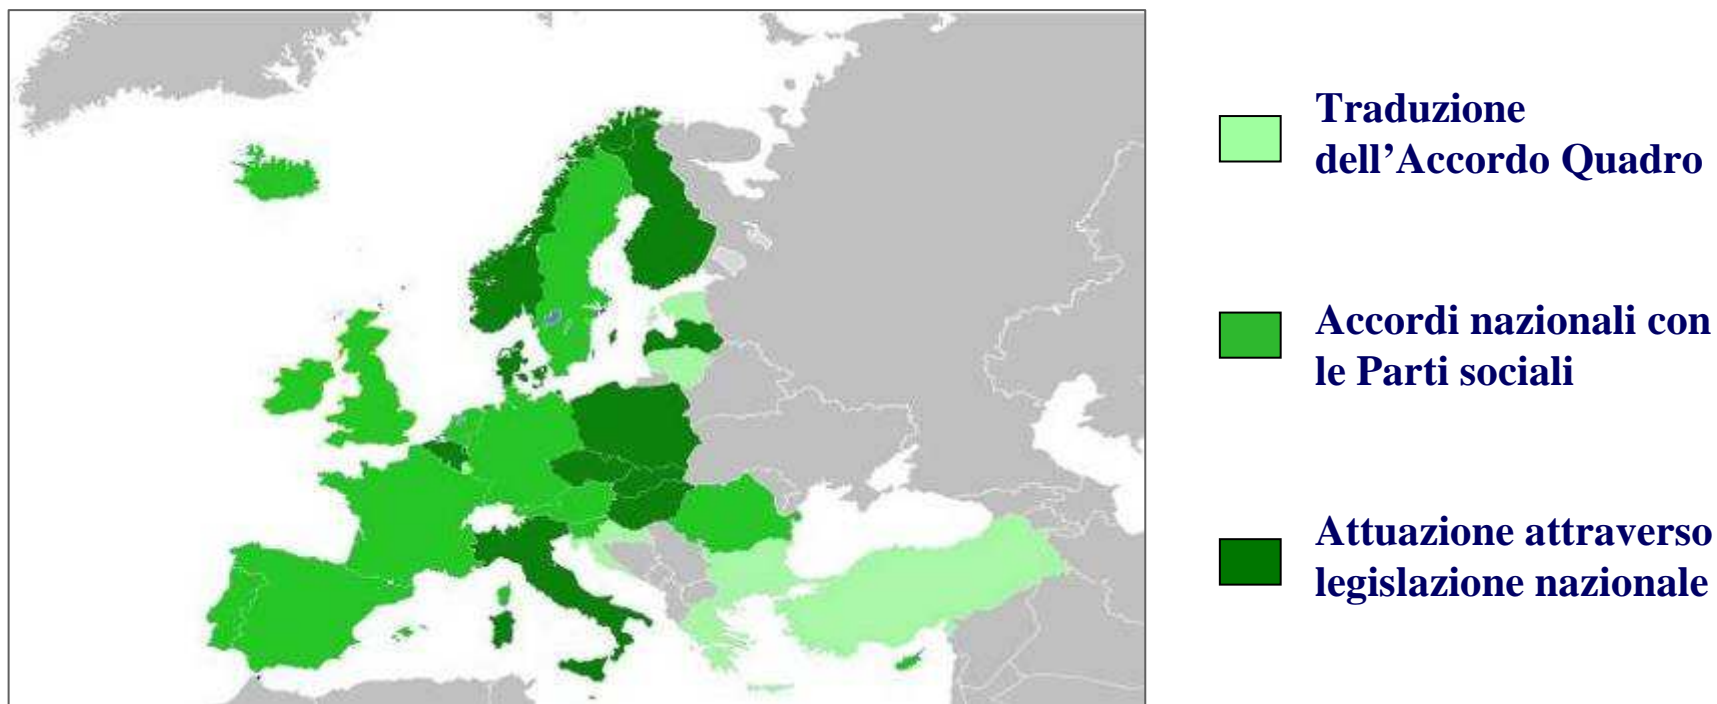 Traduzione
dell’Accordo Quadro
Accordi nazionali con
le Parti sociali
Attuazione attraverso
legislazione nazionale